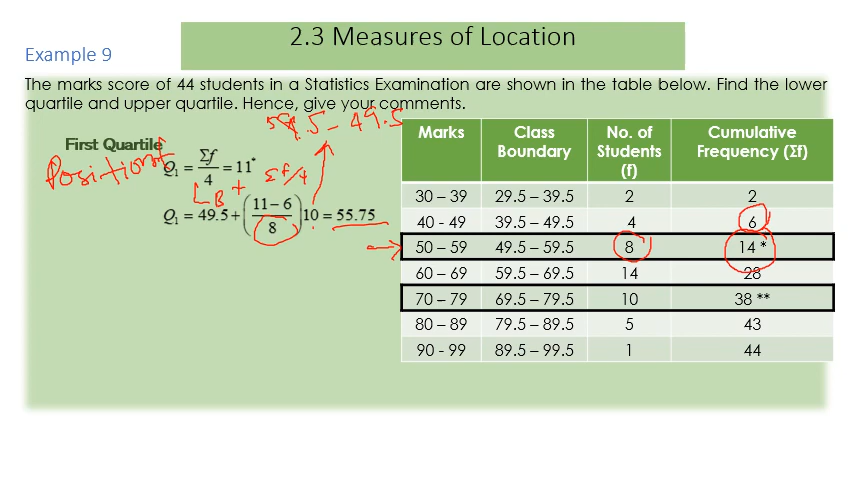 2.3 Measures of Location
Example 9
The marks score of 44 students in a Statistics Examination are shown in the table below. Find the lower
quartile and upper quartile. Hence, give your comments.
59.5 - 49.5
First Quartile
Position of
Q₁ = Σf/4 = 11*
LB + Σf/4
Q₁ = 49.5 + ((11 − 6)/8) 10 = 55.75
Marks Class Boundary No. of Students (f) Cumulative Frequency (Σf)
30 – 39 29.5 – 39.5 2 2
40 - 49 39.5 – 49.5 4 6
50 – 59 49.5 – 59.5 8 14 *
60 – 69 59.5 – 69.5 14 28
70 – 79 69.5 – 79.5 10 38 **
80 – 89 79.5 – 89.5 5 43
90 - 99 89.5 – 99.5 1 44